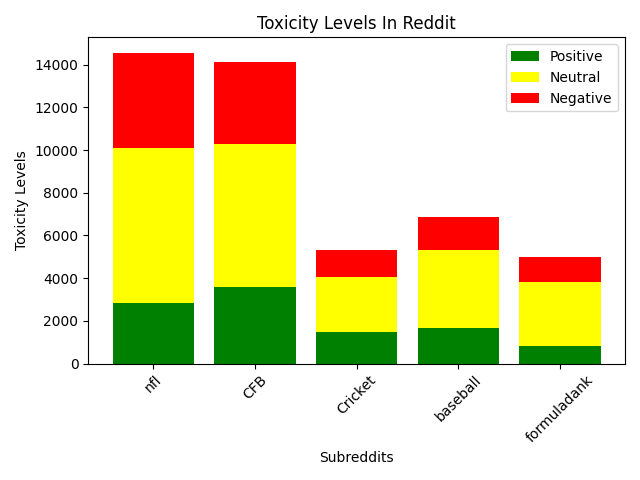 Toxicity Levels In Reddit
Positive
Neutral
Negative
Toxicity Levels
14000
12000
10000
8000
6000
4000
2000
0
nfl
CFB
Cricket
baseball
formuladank
Subreddits